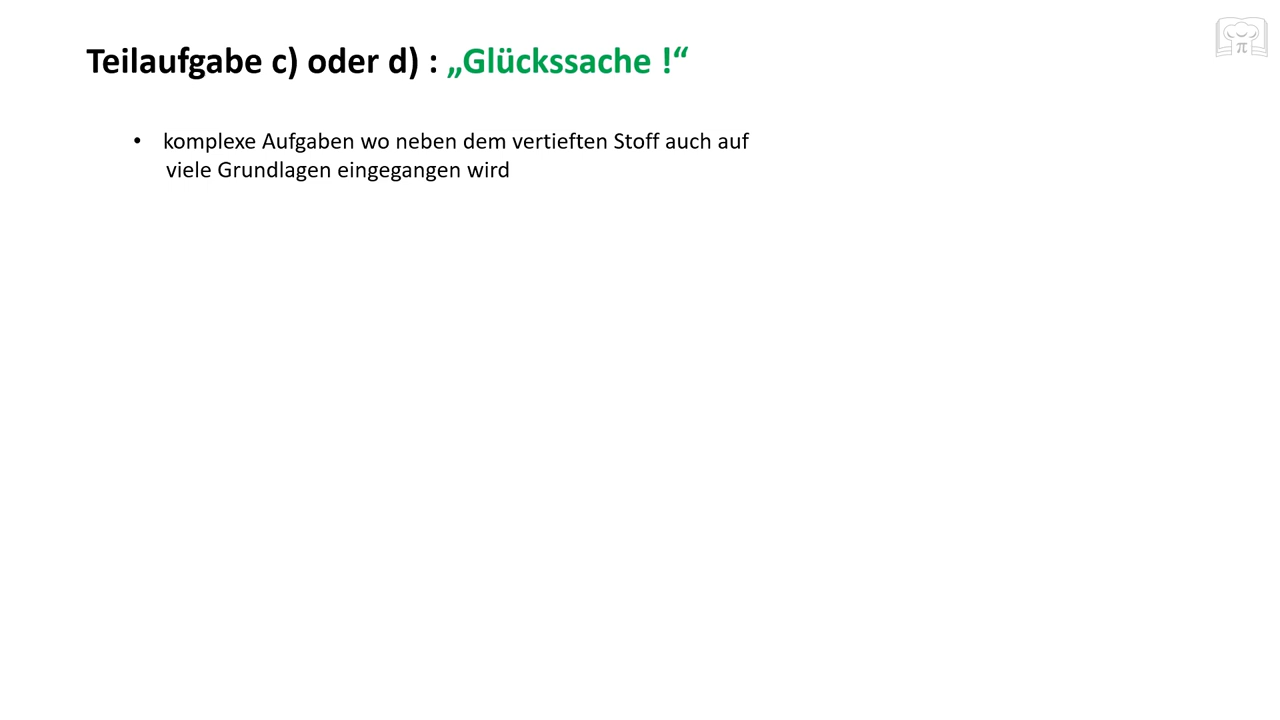 Teilaufgabe c) oder d) : „Glückssache !“
• komplexe Aufgaben wo neben dem vertieften Stoff auch auf
viele Grundlagen eingegangen wird
π